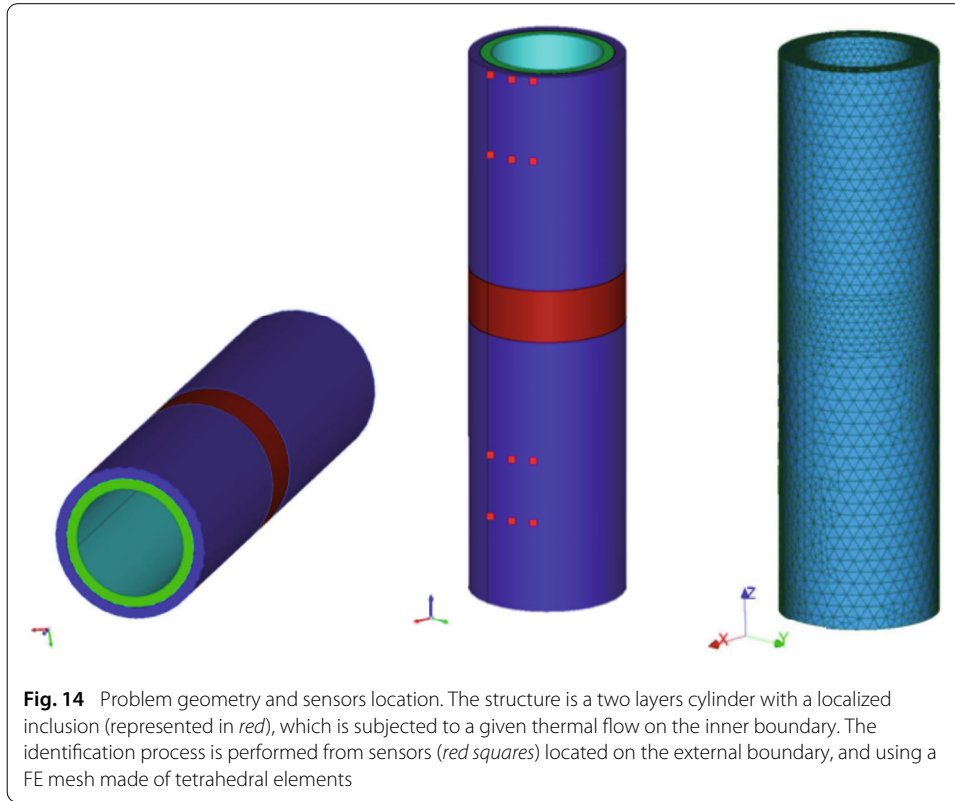 Z
X
Y
Fig. 14 Problem geometry and sensors location. The structure is a two layers cylinder with a localized
inclusion (represented in red), which is subjected to a given thermal flow on the inner boundary. The
identification process is performed from sensors (red squares) located on the external boundary, and using a
FE mesh made of tetrahedral elements